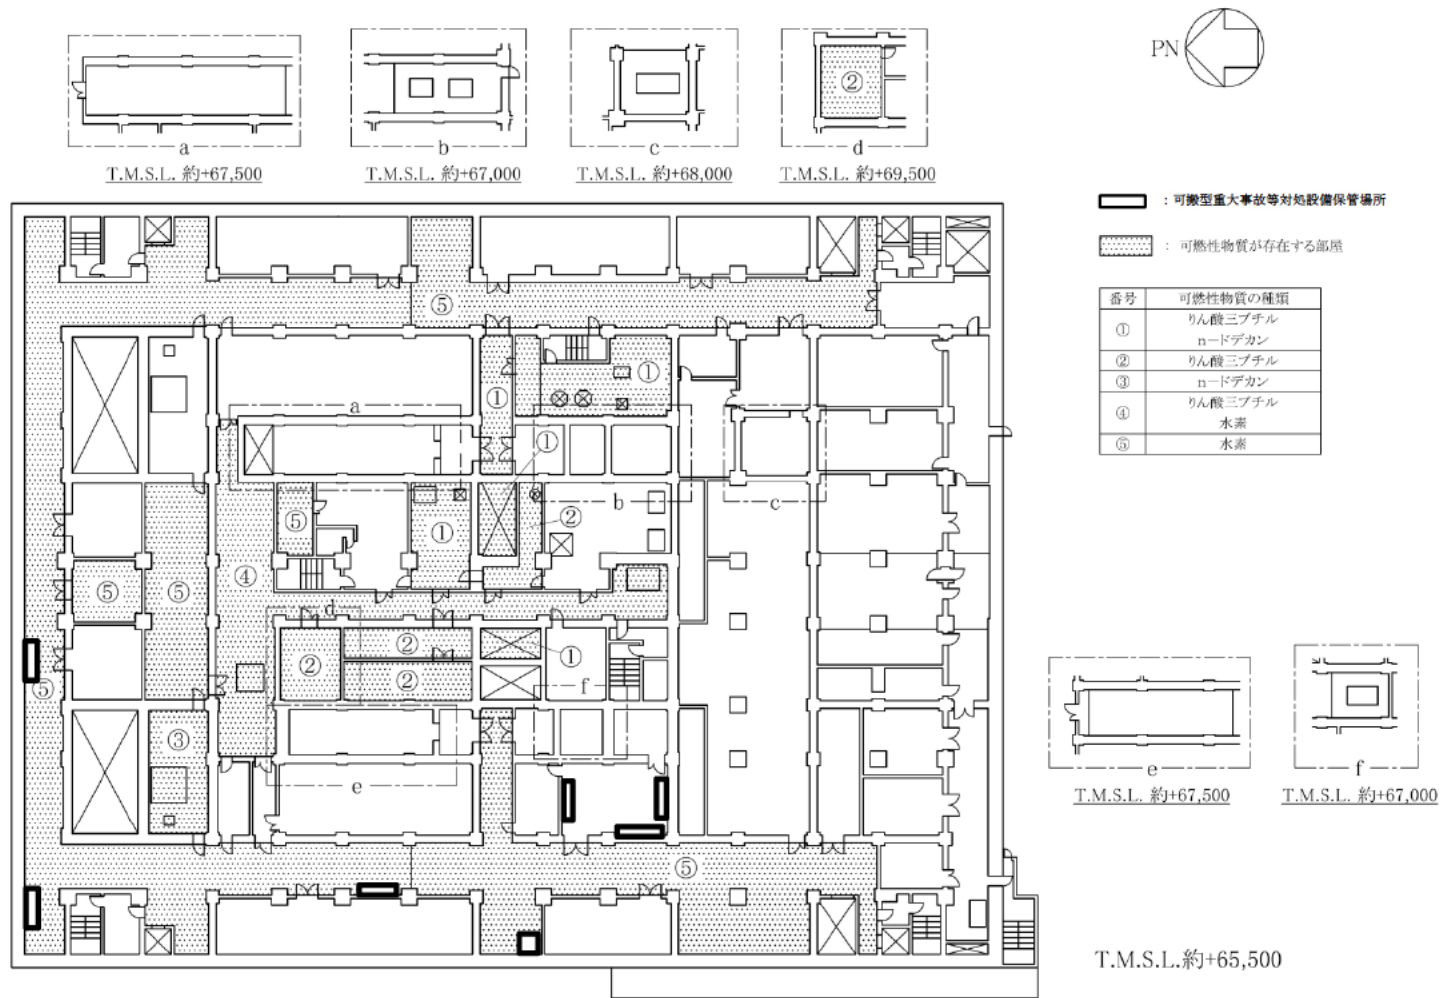 PN
②
a
b
c
d
T.M.S.L. 約+67,500
T.M.S.L. 約+67,000
T.M.S.L. 約+68,000
T.M.S.L. 約+69,500
：可搬型重大事故等対処設備保管場所
：可燃性物質が存在する部屋
番号 可燃性物質の種類
① りん酸三ブチル
n－ドデカン
② りん酸三ブチル
③ n－ドデカン
④ りん酸三ブチル
水素
⑤ 水素
⑤
①
①
a
①
b
c
⑤
①
②
④
⑤
⑤
d
②
①
②
②
f
⑤
③
e
⑤
e
f
T.M.S.L. 約+67,500
T.M.S.L. 約+67,000
T.M.S.L.約+65,500